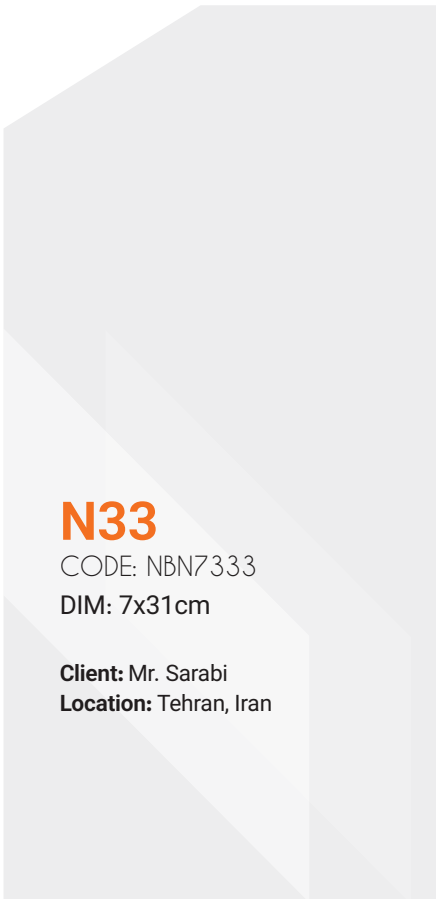 N33
CODE: NBN7333
DIM: 7x31cm
Client: Mr. Sarabi
Location: Tehran, Iran